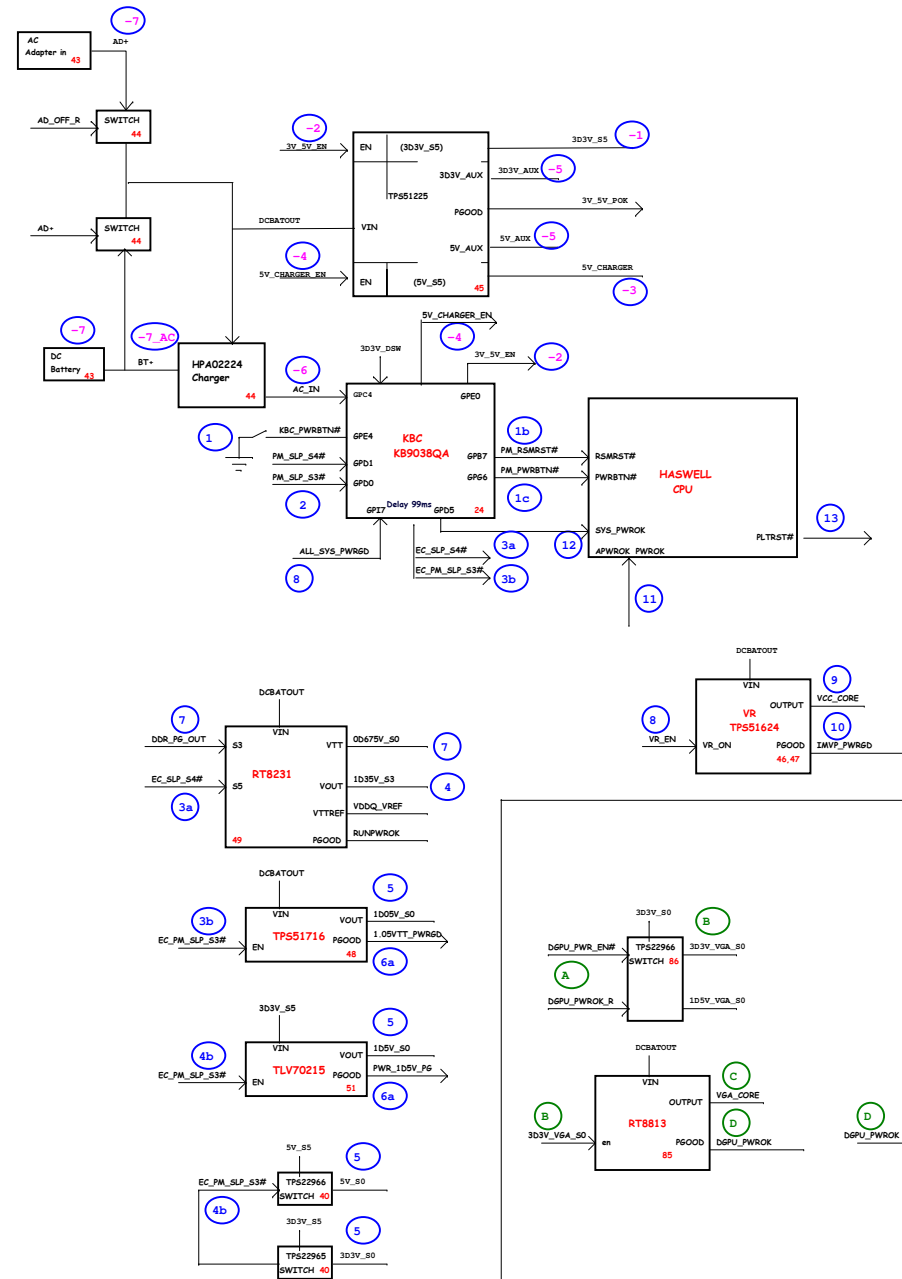 -7
AC
Adapter in 43
AD+
AD_OFF_R
SWITCH
44
AD+
SWITCH
44
-7
DC
Battery
43
-7_AC
BT+
HPA02224
Charger
44
-6
AC_IN
-2
3V_5V_EN
EN
(3D3V_S5)
3D3V_S5
-1
3D3V_AUX
-5
TPS51225
DCBATOUT
VIN
PGOOD
3V_5V_POK
5V_AUX
-5
-4
5V_CHARGER_EN
EN
(5V_S5)
45
5V_CHARGER
-3
5V_CHARGER_EN
-4
3D3V_DSW
3V_5V_EN
-2
GPC4
GPE0
1
KBC_PWRBTN#
GPE4
KBC
KB9038QA
PM_SLP_S4#
GPD1
PM_SLP_S3#
GPD0
2
GPB7
1b
PM_RSMRST#
RSMRST#
GPG6
PM_PWRBTN#
PWRBTN#
1c
HASWELL
CPU
Delay 99ms
GPI7
GPD5
24
12
SYS_PWROK
APWROK PWROK
PLTRST#
13
ALL_SYS_PWRGD
8
EC_SLP_S4#
3a
EC_PM_SLP_S3#
3b
11
DCBATOUT
VIN
9
OUTPUT
VCC_CORE
VR
TPS51624
8
VR_EN
VR_ON
10
PGOOD
IMVP_PWRGD
46,47
DCBATOUT
VIN
7
DDR_PG_OUT
S3
VTT
0D675V_S0
7
RT8231
EC_SLP_S4#
S5
3a
VOUT
1D35V_S3
4
VTTREF
VDDQ_VREF
49
PGOOD
RUNPWROK
DCBATOUT
VIN
5
3b
EC_PM_SLP_S3#
EN
TPS51716
VOUT
1D05V_S0
PGOOD
1.05VTT_PWRGD
48
6a
3D3V_S5
VIN
5
4b
EC_PM_SLP_S3#
EN
TLV70215
VOUT
1D5V_S0
PGOOD
PWR_1D5V_PG
51
6a
5V_S5
5
EC_PM_SLP_S3#
TPS22966
SWITCH 40
5V_S0
4b
3D3V_S5
5
TPS22965
SWITCH 40
3D3V_S0
3D3V_S0
B
DGPU_PWR_EN#
TPS22966
SWITCH 86
3D3V_VGA_S0
A
DGPU_PWROK_R
1D5V_VGA_S0
DCBATOUT
VIN
C
OUTPUT
VGA_CORE
B
3D3V_VGA_S0
en
RT8813
D
PGOOD
DGPU_PWROK
85
D
DGPU_PWROK